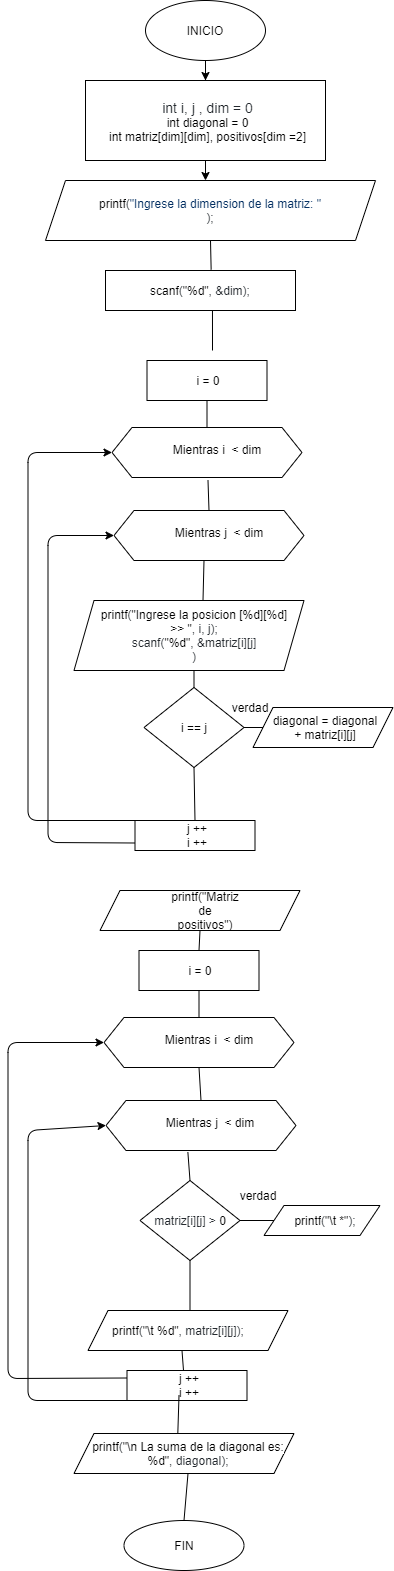 INICIO
int i, j , dim = 0
int diagonal = 0
int matriz[dim][dim], positivos[dim =2]
printf("Ingrese la dimension de la matriz: "
);
scanf("%d", &dim);
i = 0
Mientras i  < dim
Mientras j  < dim
printf("Ingrese la posicion [%d][%d]
>> ", i, j);
scanf("%d", &matriz[i][j]
)
i == j
verdad
diagonal = diagonal
+ matriz[i][j]
j ++
i ++
printf("Matriz
de
positivos")
i = 0
Mientras i  < dim
Mientras j  < dim
matriz[i][j] > 0
verdad
printf("\t *");
printf("\t %d", matriz[i][j]);
j ++
i ++
printf("\n La suma de la diagonal es:
%d", diagonal);
FIN